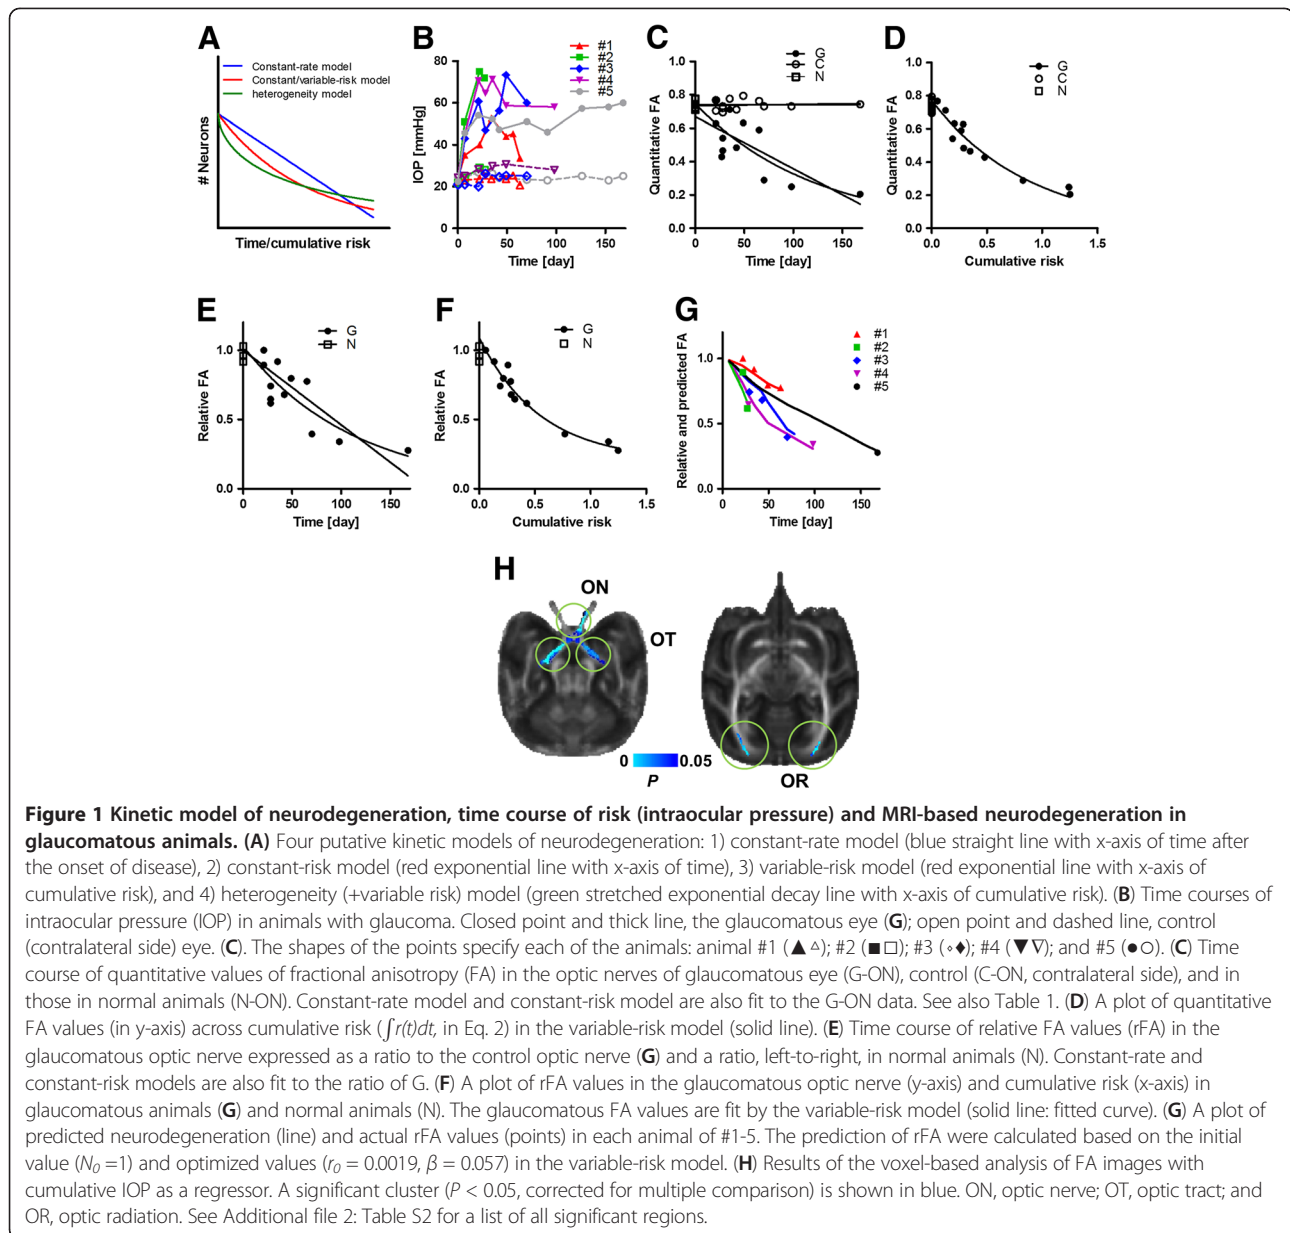 A
Constant-rate model
Constant/variable-risk model
heterogeneity model
# Neurons
Time/cumulative risk
B
#1
#2
#3
#4
#5
80
60
40
20
0
IOP [mmHg]
0 50 100 150
Time [day]
C
G
C
N
1.0
0.8
0.6
0.4
0.2
0.0
Quantitative FA
0 50 100 150
Time [day]
D
G
C
N
1.0
0.8
0.6
0.4
0.2
0.0
Quantitative FA
0.0 0.5 1.0 1.5
Cumulative risk
E
G
N
1.0
0.5
0.0
Relative FA
0 50 100 150
Time [day]
F
G
N
1.0
0.5
0.0
Relative FA
0.0 0.5 1.0 1.5
Cumulative risk
G
#1
#2
#3
#4
#5
1.0
0.5
0.0
Relative and predicted FA
0 50 100 150
Time [day]
H
ON
OT
0 0.05
P
OR
Figure 1 Kinetic model of neurodegeneration, time course of risk (intraocular pressure) and MRI-based neurodegeneration in
glaucomatous animals. (A) Four putative kinetic models of neurodegeneration: 1) constant-rate model (blue straight line with x-axis of time after
the onset of disease), 2) constant-risk model (red exponential line with x-axis of time), 3) variable-risk model (red exponential line with x-axis of
cumulative risk), and 4) heterogeneity (+variable risk) model (green stretched exponential decay line with x-axis of cumulative risk). (B) Time courses of
intraocular pressure (IOP) in animals with glaucoma. Closed point and thick line, the glaucomatous eye (G); open point and dashed line, control
(contralateral side) eye. (C). The shapes of the points specify each of the animals: animal #1 (▲△); #2 (■□); #3 (⋄♦); #4 (▼∇); and #5 (●○). (C) Time
course of quantitative values of fractional anisotropy (FA) in the optic nerves of glaucomatous eye (G-ON), control (C-ON, contralateral side), and in
those in normal animals (N-ON). Constant-rate model and constant-risk model are also fit to the G-ON data. See also Table 1. (D) A plot of quantitative
FA values (in y-axis) across cumulative risk (∫r(t)dt, in Eq. 2) in the variable-risk model (solid line). (E) Time course of relative FA values (rFA) in the
glaucomatous optic nerve expressed as a ratio to the control optic nerve (G) and a ratio, left-to-right, in normal animals (N). Constant-rate and
constant-risk models are also fit to the ratio of G. (F) A plot of rFA values in the glaucomatous optic nerve (y-axis) and cumulative risk (x-axis) in
glaucomatous animals (G) and normal animals (N). The glaucomatous FA values are fit by the variable-risk model (solid line: fitted curve). (G) A plot of
predicted neurodegeneration (line) and actual rFA values (points) in each animal of #1-5. The prediction of rFA were calculated based on the initial
value (N₀ =1) and optimized values (r₀ = 0.0019, β = 0.057) in the variable-risk model. (H) Results of the voxel-based analysis of FA images with
cumulative IOP as a regressor. A significant cluster (P < 0.05, corrected for multiple comparison) is shown in blue. ON, optic nerve; OT, optic tract; and
OR, optic radiation. See Additional file 2: Table S2 for a list of all significant regions.